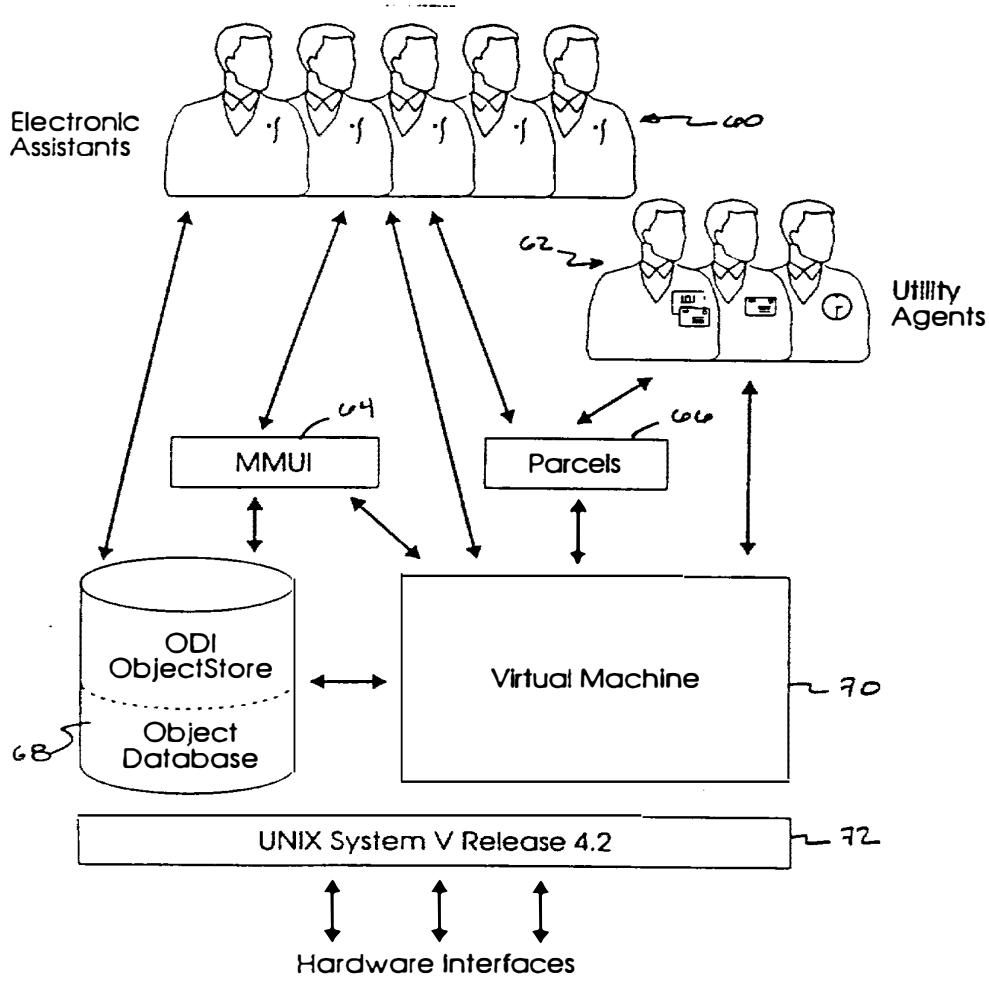 Electronic
Assistants
60
62
Utility
Agents
64
MMUI
66
Parcels
ODI
ObjectStore
Object
Database
68
Virtual Machine
70
UNIX System V Release 4.2
72
Hardware Interfaces